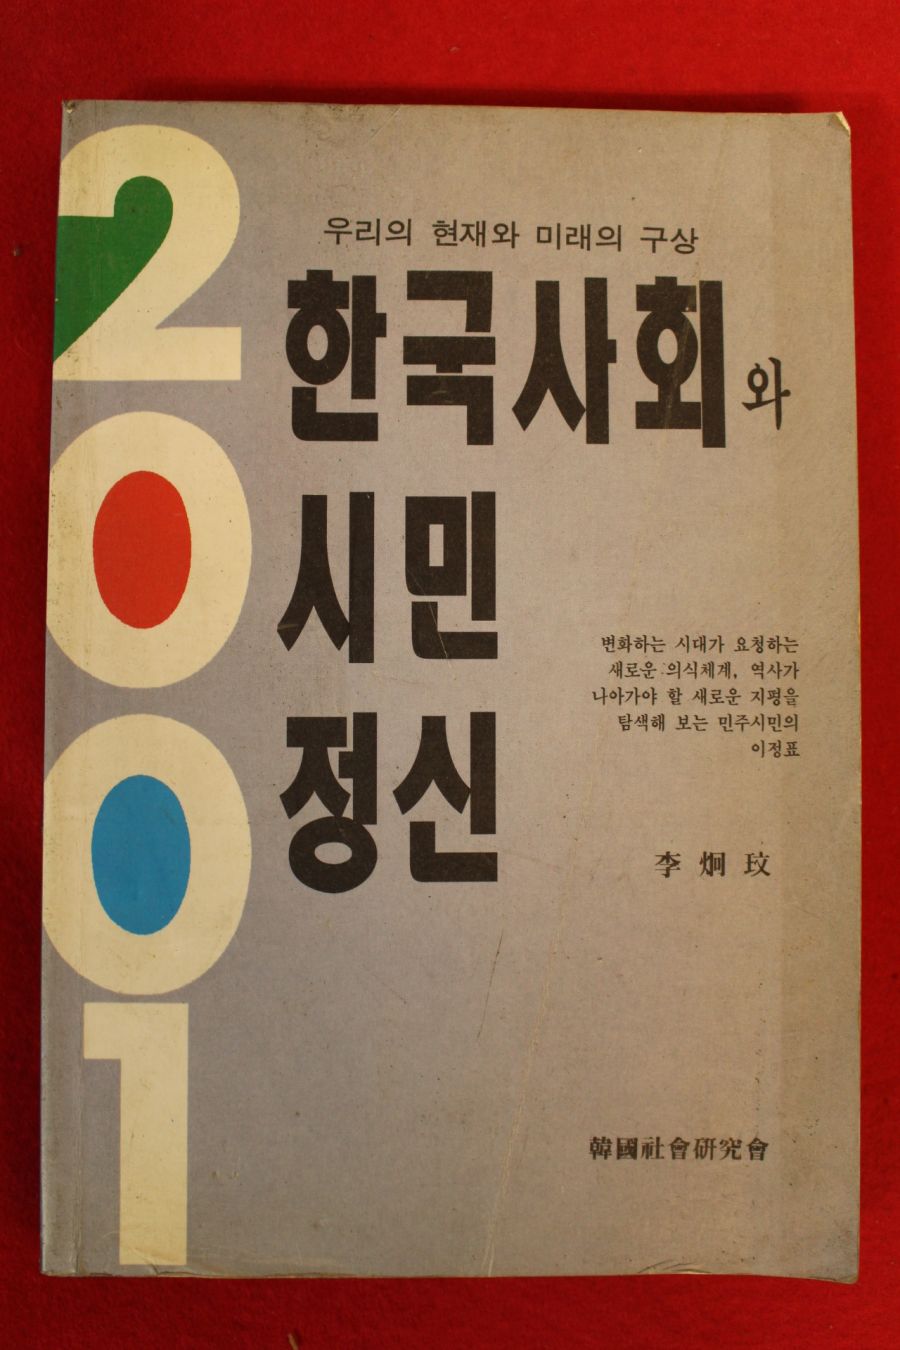 2001
우리의 현재와 미래의 구상
한국사회와
시민
정신
변화하는 시대가 요청하는
새로운 의식체계, 역사가
나아가야 할 새로운 지평을
탐색해 보는 민주시민의
이정표
李炯玟
韓國社會硏究會